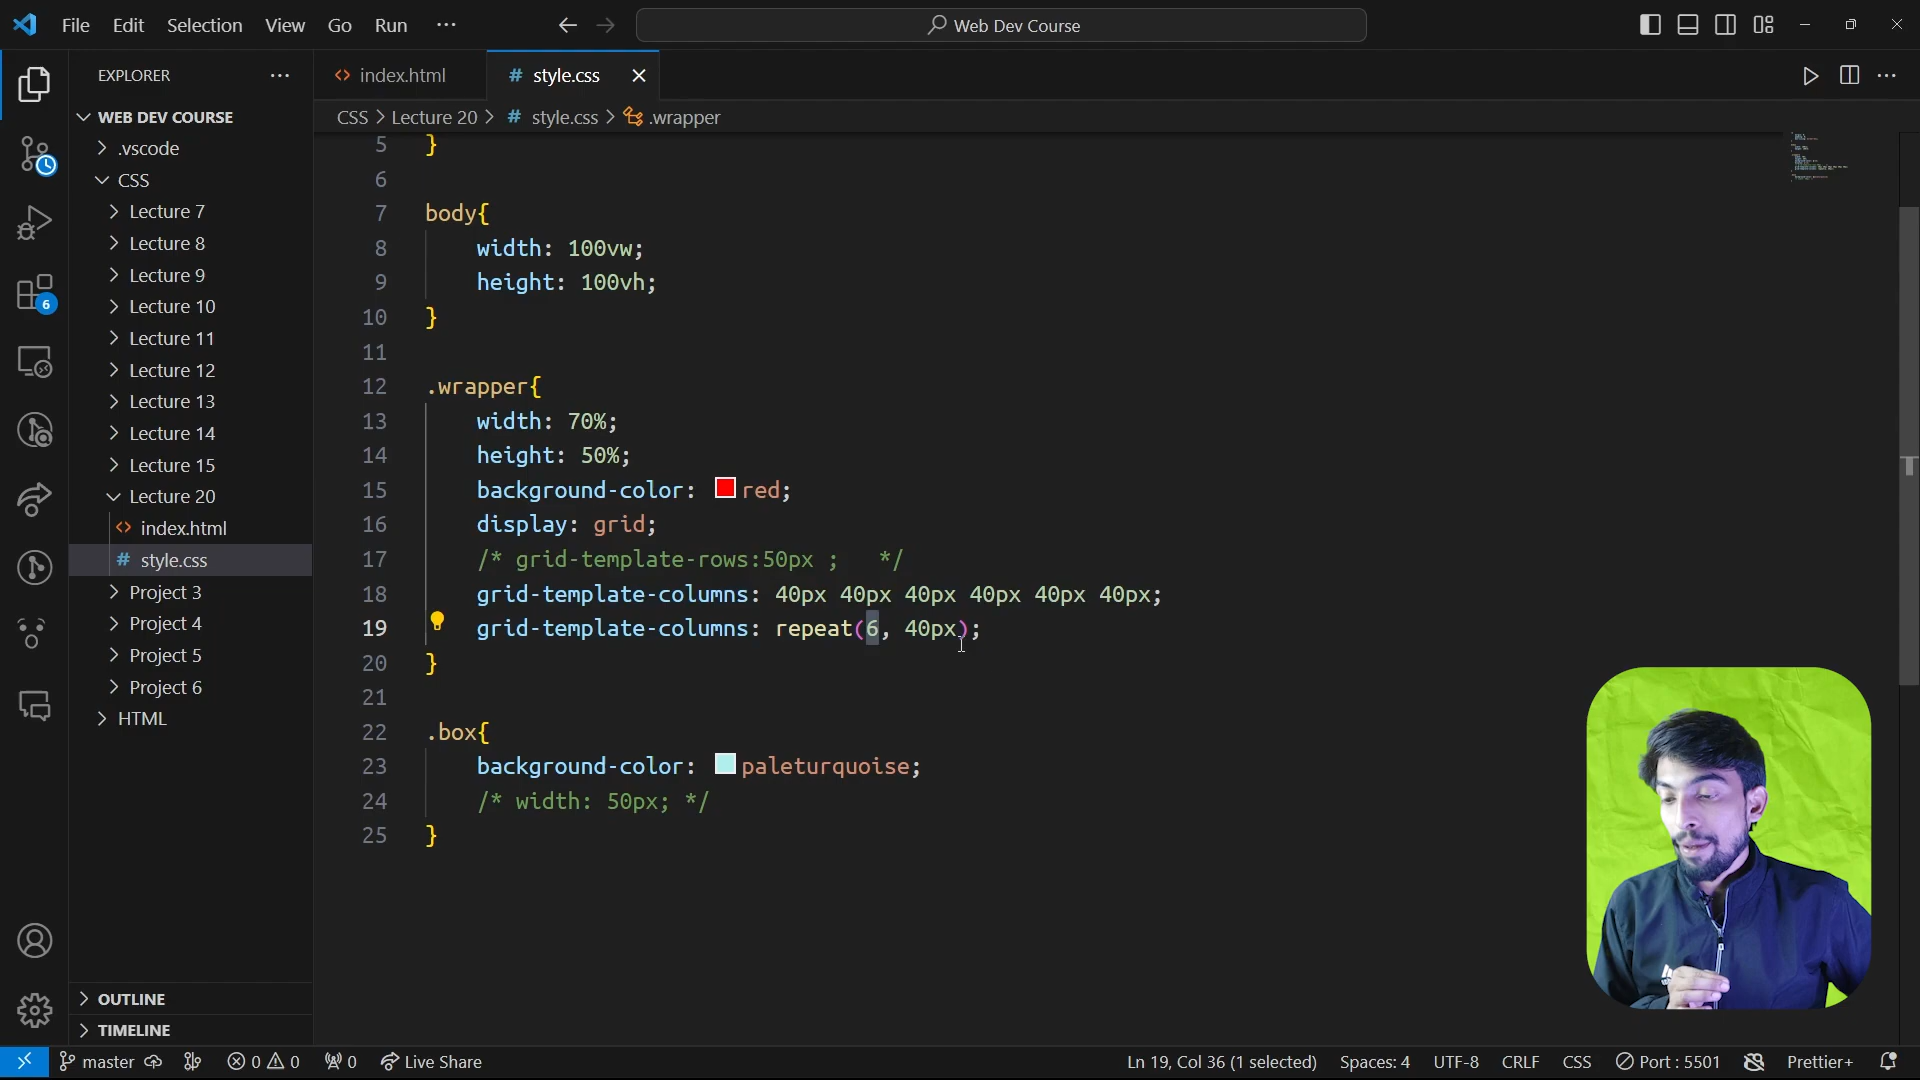 File Edit Selection View Go Run ···
Web Dev Course
EXPLORER ···
index.html
# style.css
WEB DEV COURSE
CSS > Lecture 20 > # style.css > .wrapper
.vscode
CSS
Lecture 7
Lecture 8
Lecture 9
Lecture 10
Lecture 11
Lecture 12
Lecture 13
Lecture 14
Lecture 15
Lecture 20
index.html
# style.css
Project 3
Project 4
Project 5
Project 6
HTML
OUTLINE
TIMELINE
6
5 }
6
7 body{
8 width: 100vw;
9 height: 100vh;
10 }
11
12 .wrapper{
13 width: 70%;
14 height: 50%;
15 background-color: red;
16 display: grid;
17 /* grid-template-rows:50px ;   */
18 grid-template-columns: 40px 40px 40px 40px 40px 40px;
19 grid-template-columns: repeat(6, 40px);
20 }
21
22 .box{
23 background-color: paleturquoise;
24 /* width: 50px; */
25 }
master 0 0 0 Live Share Ln 19, Col 36 (1 selected) Spaces: 4 UTF-8 CRLF CSS Port : 5501 Prettier+